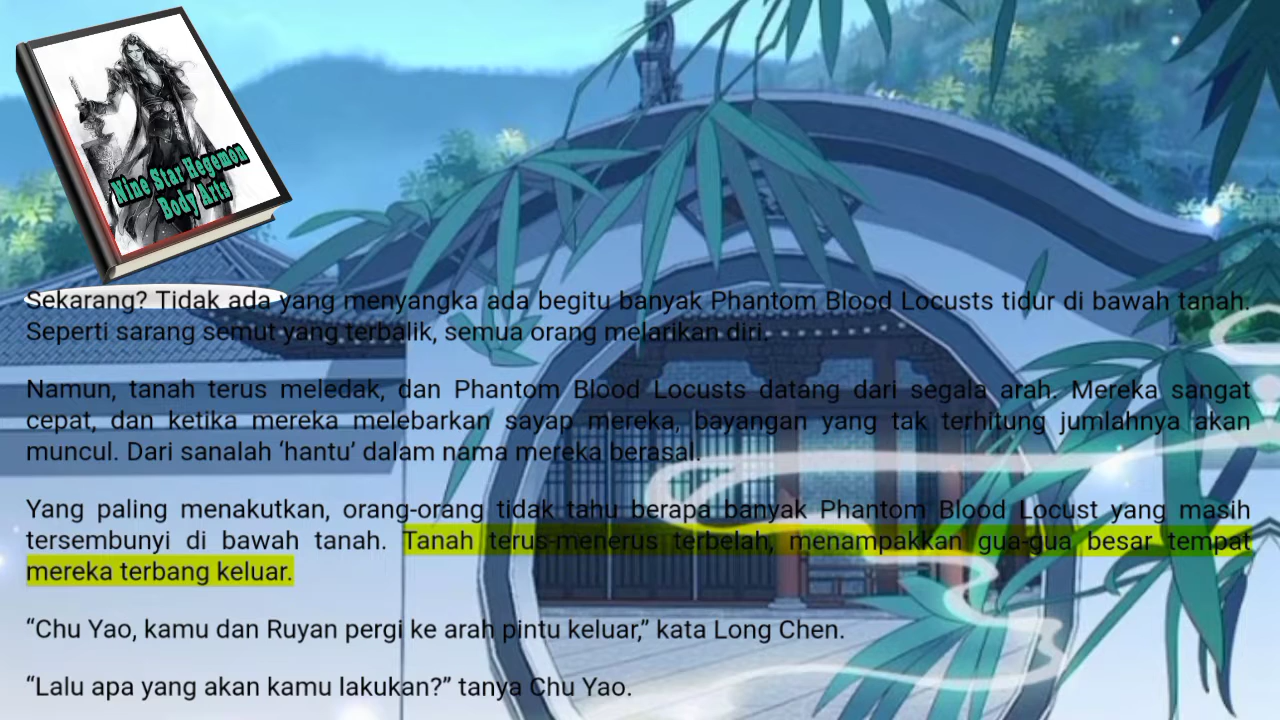 Nine Star Hegemon
Body Arts
Sekarang? Tidak ada yang menyangka ada begitu banyak Phantom Blood Locusts tidur di bawah tanah.
Seperti sarang semut yang terbalik, semua orang melarikan diri.
Namun, tanah terus meledak, dan Phantom Blood Locusts datang dari segala arah. Mereka sangat
cepat, dan ketika mereka melebarkan sayap mereka, bayangan yang tak terhitung jumlahnya akan
muncul. Dari sanalah ‘hantu’ dalam nama mereka berasal.
Yang paling menakutkan, orang-orang tidak tahu berapa banyak Phantom Blood Locust yang masih
tersembunyi di bawah tanah. Tanah terus-menerus terbelah, menampakkan gua-gua besar tempat
mereka terbang keluar.
“Chu Yao, kamu dan Ruyan pergi ke arah pintu keluar,” kata Long Chen.
“Lalu apa yang akan kamu lakukan?” tanya Chu Yao.